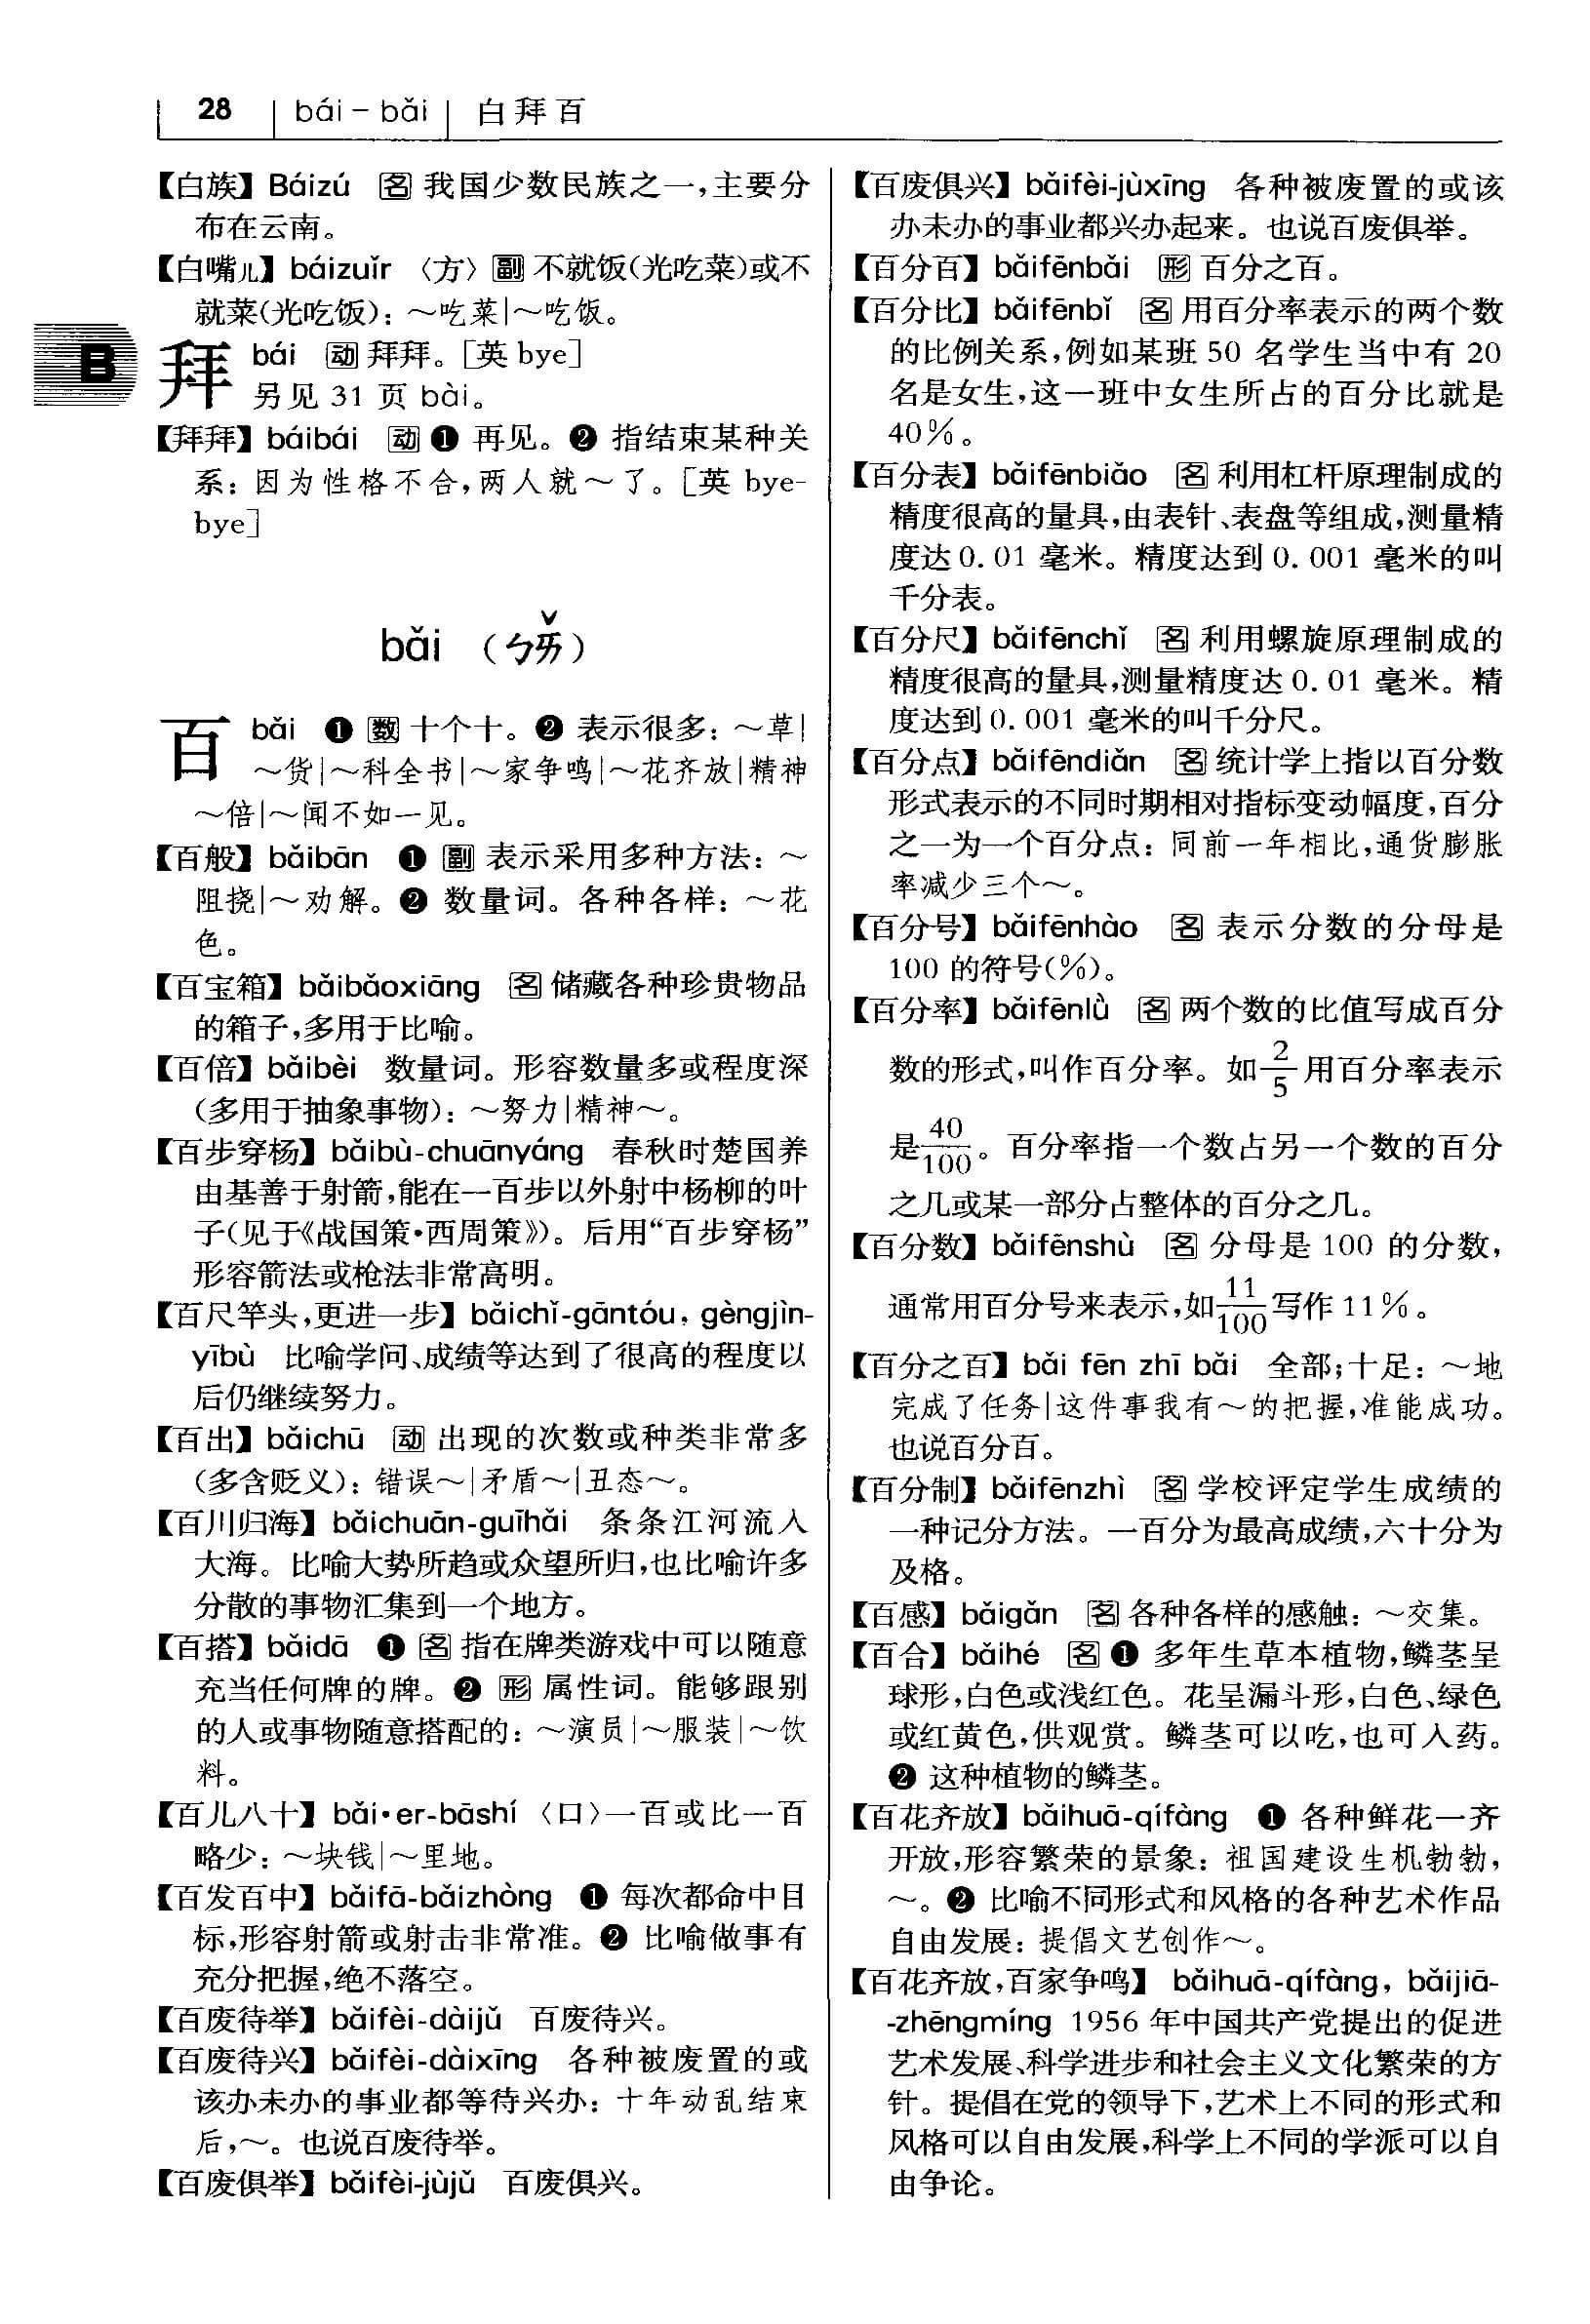 28 bái – bǎi 白拜百
【白族】Báizú 名 我国少数民族之一,主要分
布在云南。
【白嘴儿】báizuǐr 〈方〉副 不就饭(光吃菜)或不
就菜(光吃饭):～吃菜|～吃饭。
B
拜 bái 动 拜拜。[英 bye]
另见 31 页 bài。
【拜拜】báibái 动 ❶ 再见。❷ 指结束某种关
系:因为性格不合,两人就～了。[英 bye-
bye]
bǎi (ㄅㄞˇ)
百 bǎi ❶ 数 十个十。❷ 表示很多:～草|
～货|～科全书|～家争鸣|～花齐放|精神
～倍|～闻不如一见。
【百般】bǎibān ❶ 副 表示采用多种方法:～
阻挠|～劝解。❷ 数量词。各种各样:～花
色。
【百宝箱】bǎibǎoxiāng 名 储藏各种珍贵物品
的箱子,多用于比喻。
【百倍】bǎibèi 数量词。形容数量多或程度深
(多用于抽象事物):～努力|精神～。
【百步穿杨】bǎibù-chuānyáng 春秋时楚国养
由基善于射箭,能在一百步以外射中杨柳的叶
子(见于《战国策•西周策》)。后用“百步穿杨”
形容箭法或枪法非常高明。
【百尺竿头,更进一步】bǎichǐ-gāntóu, gèngjìn-
yībù 比喻学问、成绩等达到了很高的程度以
后仍继续努力。
【百出】bǎichū 动 出现的次数或种类非常多
(多含贬义):错误～|矛盾～|丑态～。
【百川归海】bǎichuān-guīhǎi 条条江河流入
大海。比喻大势所趋或众望所归,也比喻许多
分散的事物汇集到一个地方。
【百搭】bǎidā ❶ 名 指在牌类游戏中可以随意
充当任何牌的牌。❷ 形 属性词。能够跟别
的人或事物随意搭配的:～演员|～服装|～饮
料。
【百儿八十】bǎi•er-bāshí 〈口〉一百或比一百
略少:～块钱|～里地。
【百发百中】bǎifā-bǎizhòng ❶ 每次都命中目
标,形容射箭或射击非常准。❷ 比喻做事有
充分把握,绝不落空。
【百废待举】bǎifèi-dàijǔ 百废待兴。
【百废待兴】bǎifèi-dàixīng 各种被废置的或
该办未办的事业都等待兴办:十年动乱结束
后,～。也说百废待举。
【百废俱举】bǎifèi-jùjǔ 百废俱兴。
【百废俱兴】bǎifèi-jùxīng 各种被废置的或该
办未办的事业都兴办起来。也说百废俱举。
【百分百】bǎifēnbǎi 形 百分之百。
【百分比】bǎifēnbǐ 名 用百分率表示的两个数
的比例关系,例如某班 50 名学生当中有 20
名是女生,这一班中女生所占的百分比就是
40%。
【百分表】bǎifēnbiǎo 名 利用杠杆原理制成的
精度很高的量具,由表针、表盘等组成,测量精
度达 0.01 毫米。精度达到 0.001 毫米的叫
千分表。
【百分尺】bǎifēnchǐ 名 利用螺旋原理制成的
精度很高的量具,测量精度达 0.01 毫米。精
度达到 0.001 毫米的叫千分尺。
【百分点】bǎifēndiǎn 名 统计学上指以百分数
形式表示的不同时期相对指标变动幅度,百分
之一为一个百分点:同前一年相比,通货膨胀
率减少三个～。
【百分号】bǎifēnhào 名 表示分数的分母是
100 的符号(%)。
【百分率】bǎifēnlǜ 名 两个数的比值写成百分
数的形式,叫作百分率。如2/5用百分率表示
是40/100。百分率指一个数占另一个数的百分
之几或某一部分占整体的百分之几。
【百分数】bǎifēnshù 名 分母是 100 的分数,
通常用百分号来表示,如11/100写作 11%。
【百分之百】bǎi fēn zhī bǎi 全部;十足:～地
完成了任务|这件事我有～的把握,准能成功。
也说百分百。
【百分制】bǎifēnzhì 名 学校评定学生成绩的
一种记分方法。一百分为最高成绩,六十分为
及格。
【百感】bǎigǎn 名 各种各样的感触:～交集。
【百合】bǎihé 名 ❶ 多年生草本植物,鳞茎呈
球形,白色或浅红色。花呈漏斗形,白色、绿色
或红黄色,供观赏。鳞茎可以吃,也可入药。
❷ 这种植物的鳞茎。
【百花齐放】bǎihuā-qífàng ❶ 各种鲜花一齐
开放,形容繁荣的景象:祖国建设生机勃勃,
～。❷ 比喻不同形式和风格的各种艺术作品
自由发展:提倡文艺创作～。
【百花齐放,百家争鸣】bǎihuā-qífàng, bǎijiā-
-zhēngmíng 1956 年中国共产党提出的促进
艺术发展、科学进步和社会主义文化繁荣的方
针。提倡在党的领导下,艺术上不同的形式和
风格可以自由发展,科学上不同的学派可以自
由争论。